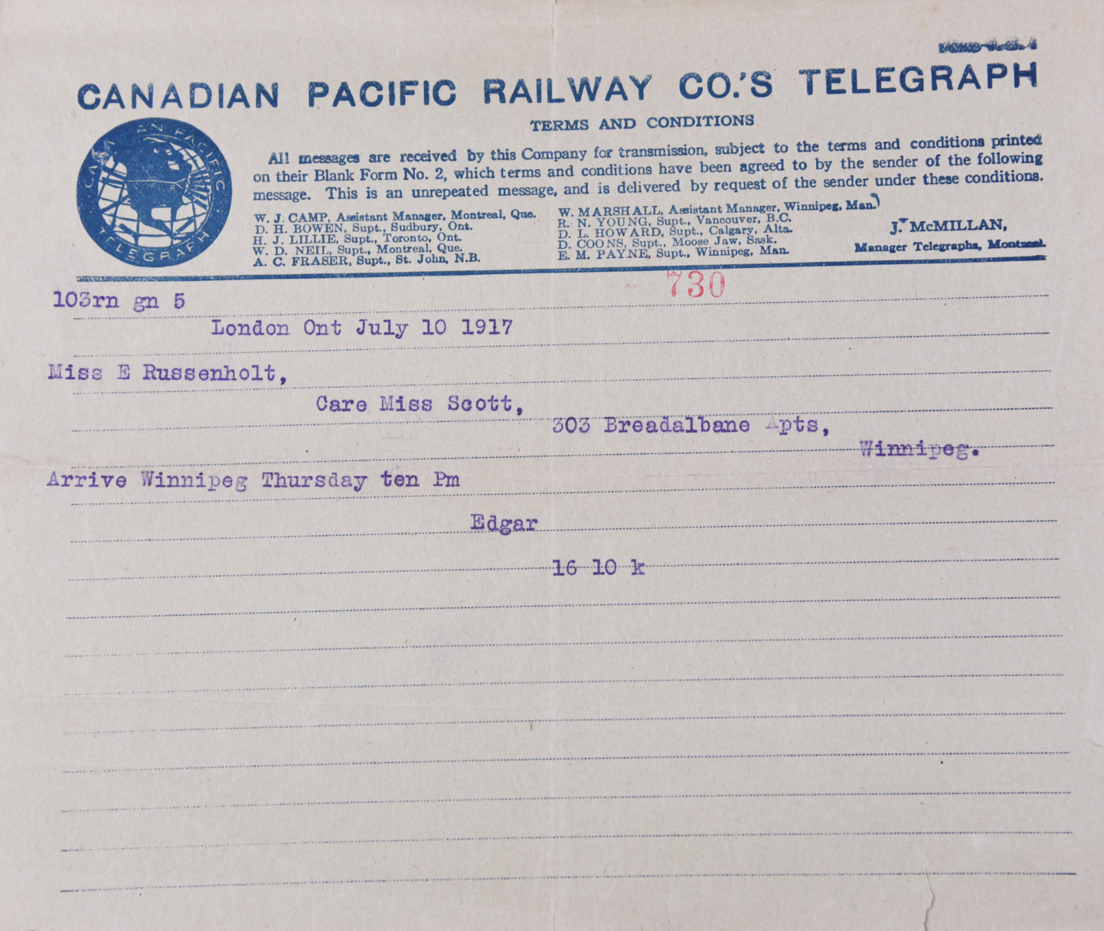 CANADIAN PACIFIC RAILWAY CO.'S TELEGRAPH
TERMS AND CONDITIONS
CANADIAN PACIFIC
TELEGRAPH
All messages are received by this Company for transmission, subject to the terms and conditions printed
on their Blank Form No. 2, which terms and conditions have been agreed to by the sender of the following
message. This is an unrepeated message, and is delivered by request of the sender under these conditions.
W. J. CAMP, Assistant Manager, Montreal, Que.
D. H. BOWEN, Supt., Sudbury, Ont.
H. J. LILLIE, Supt., Toronto, Ont.
W. D. NEIL, Supt., Montreal, Que.
A. C. FRASER, Supt., St. John, N.B.
W. MARSHALL, Assistant Manager, Winnipeg, Man.
R. N. YOUNG, Supt., Vancouver, B.C.
D. L. HOWARD, Supt., Calgary, Alta.
D. COONS, Supt., Moose Jaw, Sask.
E. M. PAYNE, Supt., Winnipeg, Man.
J. McMILLAN,
Manager Telegraphs, Montreal.
730
103rn gn 5
London Ont July 10 1917
Miss E Russenholt,
Care Miss Scott,
303 Breadalbane Apts,
Winnipeg.
Arrive Winnipeg Thursday ten Pm
Edgar
16 10 k